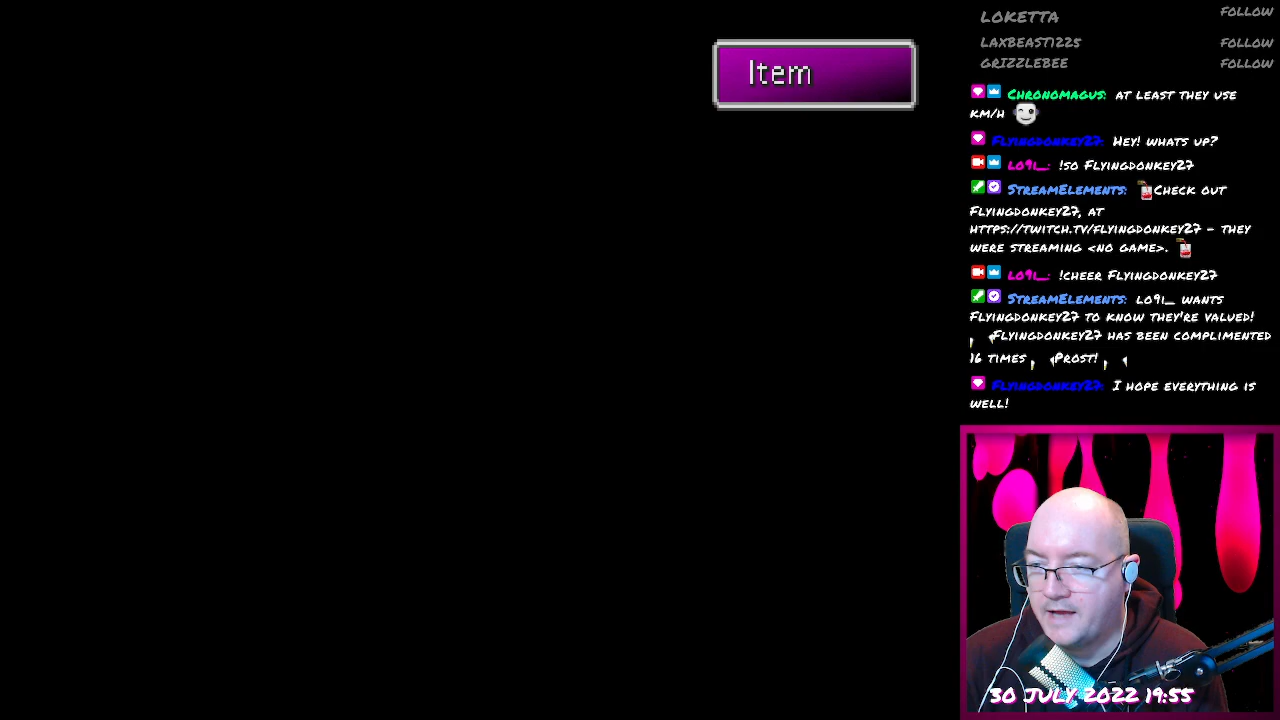 Item
LOKETTA FOLLOW
LAXBEAST1225 FOLLOW
GRIZZLEBEE FOLLOW
CHRONOMAGUS: AT LEAST THEY USE
KM/H
FLYINGDONKEY27: HEY! WHATS UP?
LO91_: !SO FLYINGDONKEY27
STREAMELEMENTS: CHECK OUT
FLYINGDONKEY27, AT
HTTPS://TWITCH.TV/FLYINGDONKEY27 - THEY
WERE STREAMING <NO GAME>.
LO91_: !CHEER FLYINGDONKEY27
STREAMELEMENTS: LO91_ WANTS
FLYINGDONKEY27 TO KNOW THEY'RE VALUED!
FLYINGDONKEY27 HAS BEEN COMPLIMENTED
16 TIMES PROST!
FLYINGDONKEY27: I HOPE EVERYTHING IS
WELL!
30 JULY 2022 19:55